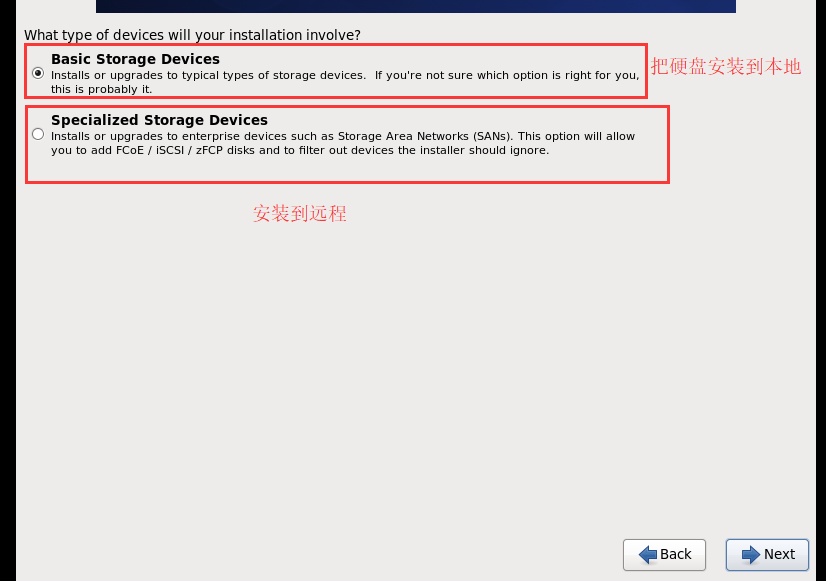 What type of devices will your installation involve?
Basic Storage Devices
Installs or upgrades to typical types of storage devices.  If you're not sure which option is right for you,
this is probably it.
把硬盘安装到本地
Specialized Storage Devices
Installs or upgrades to enterprise devices such as Storage Area Networks (SANs). This option will allow
you to add FCoE / iSCSI / zFCP disks and to filter out devices the installer should ignore.
安装到远程
Back
Next